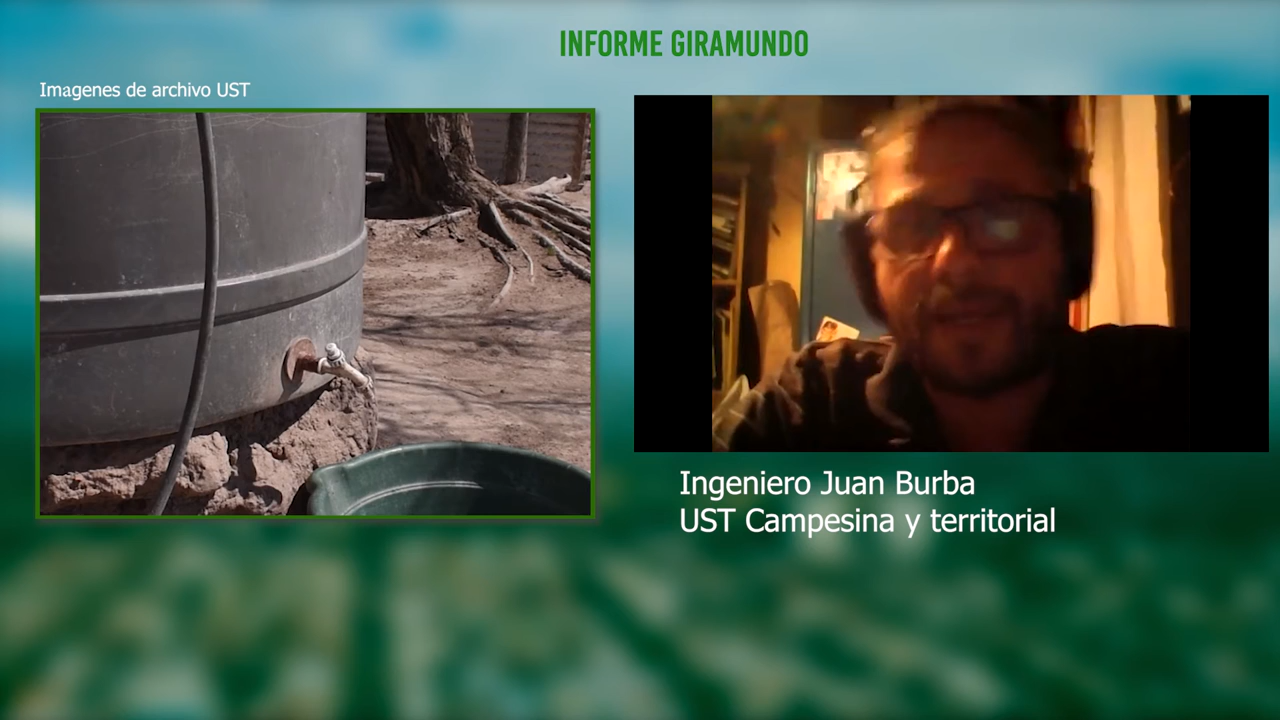 INFORME GIRAMUNDO
Imagenes de archivo UST
Ingeniero Juan Burba
UST Campesina y territorial